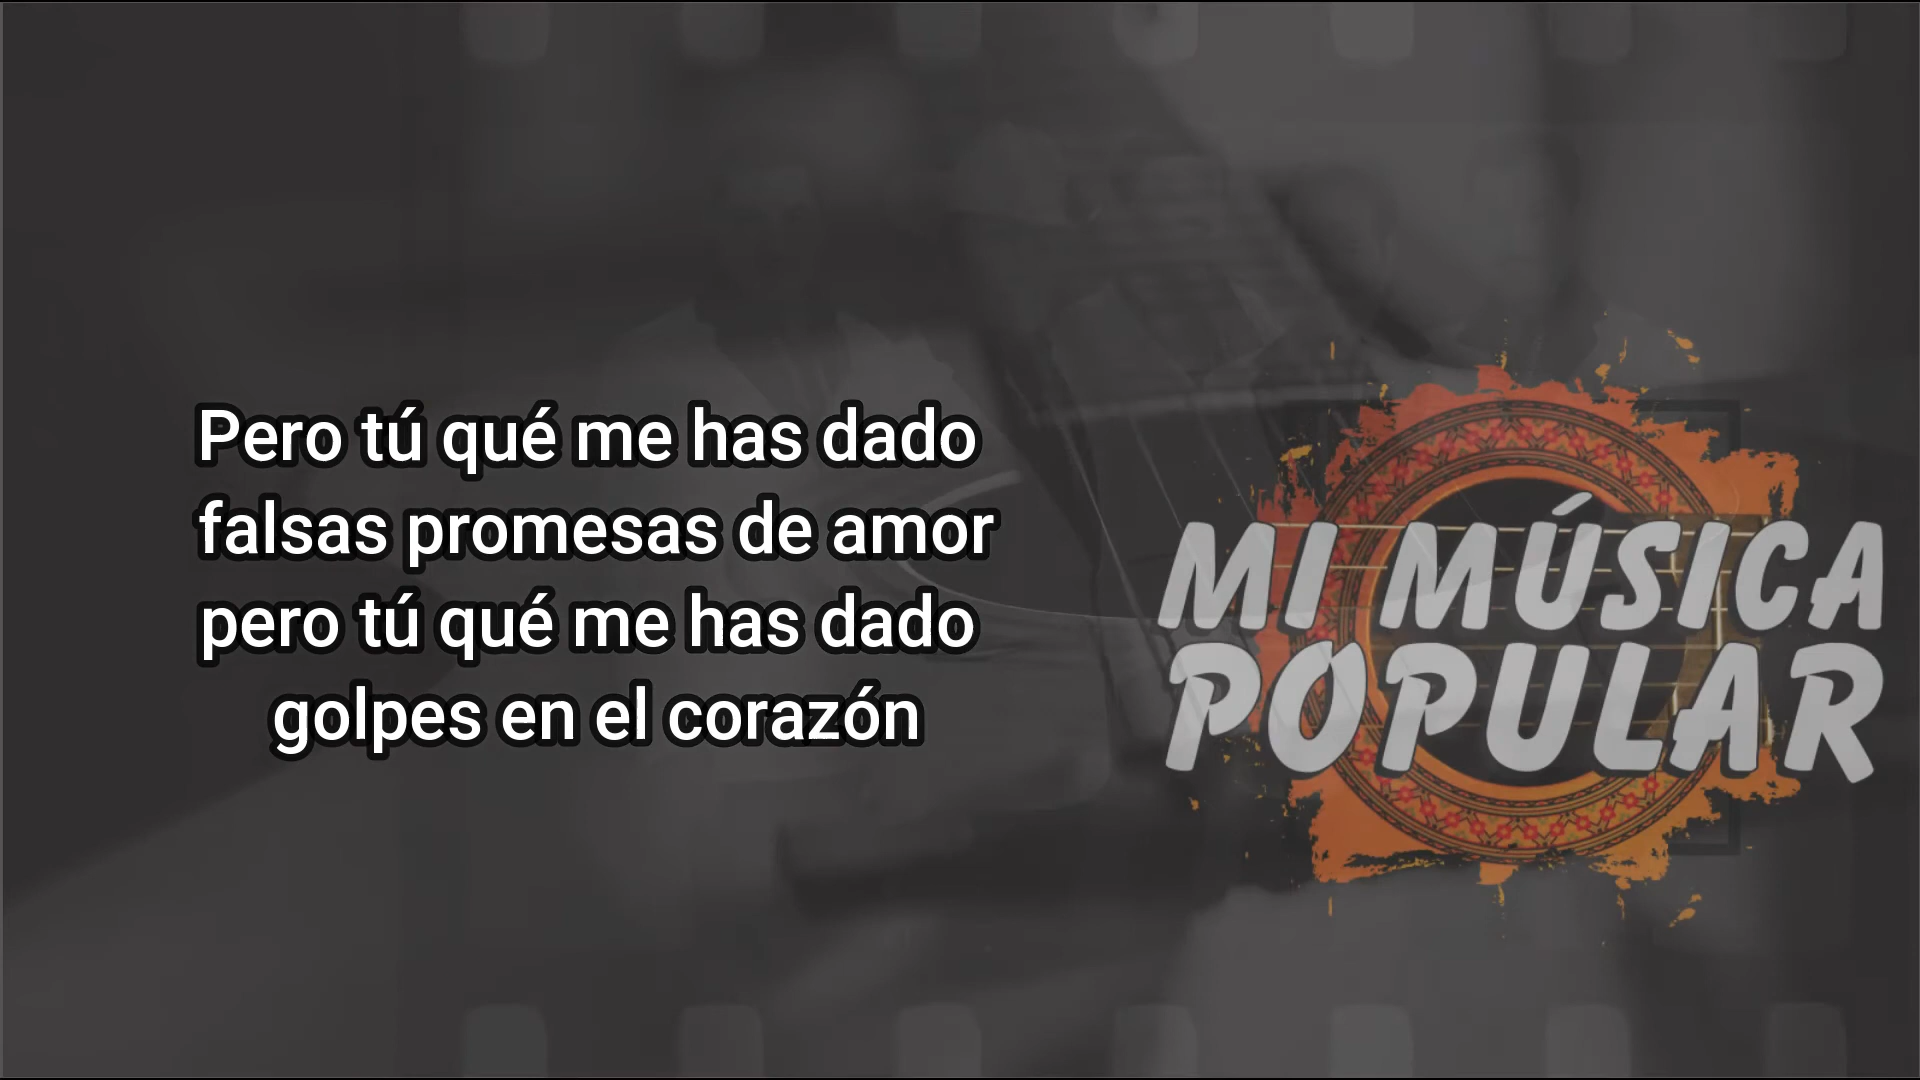 Pero tú qué me has dado
falsas promesas de amor
pero tú qué me has dado
golpes en el corazón
MI MÚSICA
POPULAR